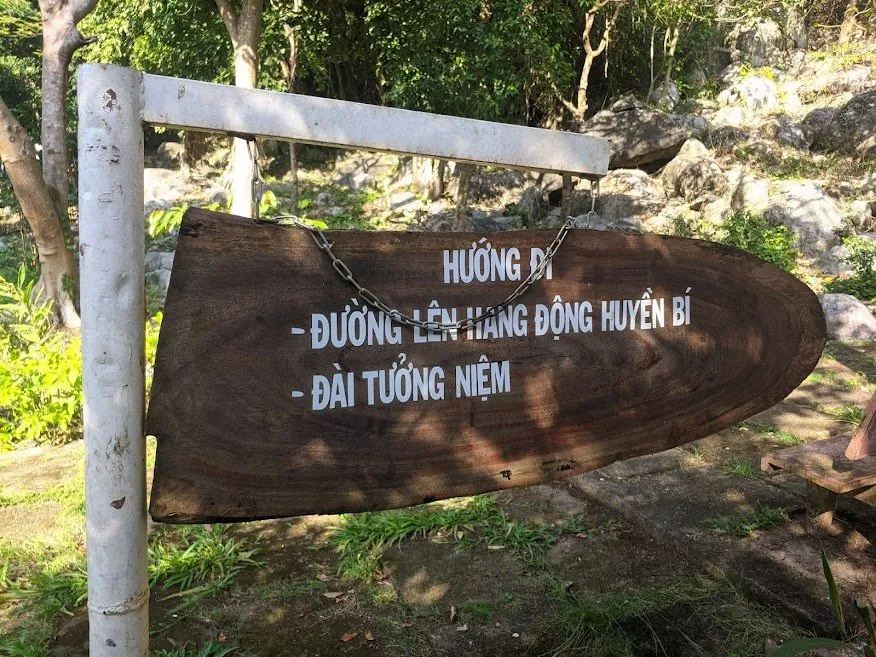 HƯỚNG ĐI
- ĐƯỜNG LÊN HANG ĐỘNG HUYỀN BÍ
- ĐÀI TƯỞNG NIỆM